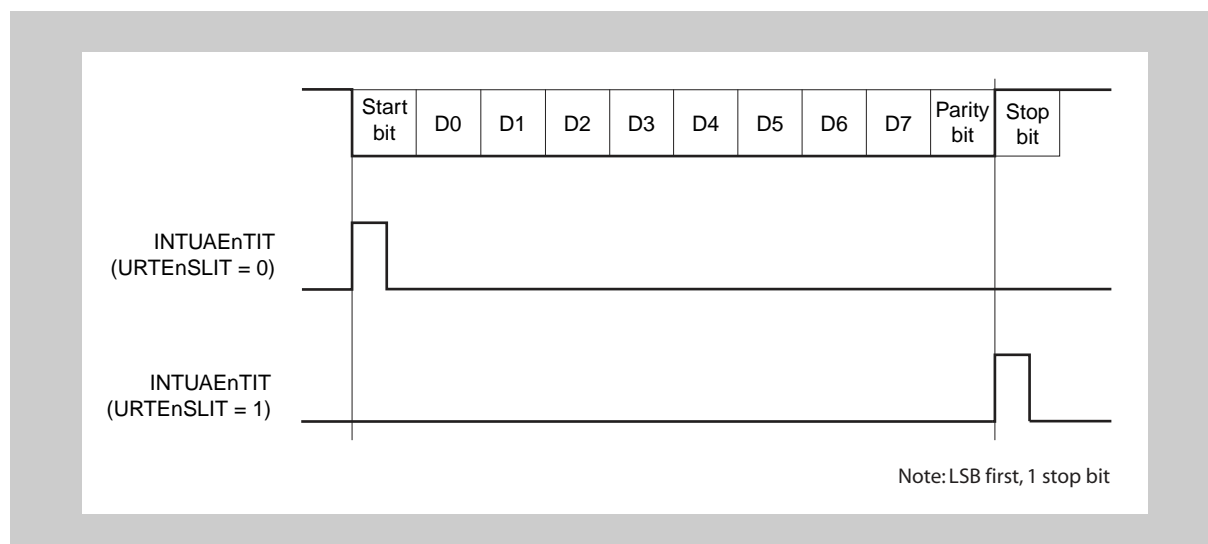 Start
bit
D0
D1
D2
D3
D4
D5
D6
D7
Parity
bit
Stop
bit
INTUAEnTIT
(URTEnSLIT = 0)
INTUAEnTIT
(URTEnSLIT = 1)
Note: LSB first, 1 stop bit